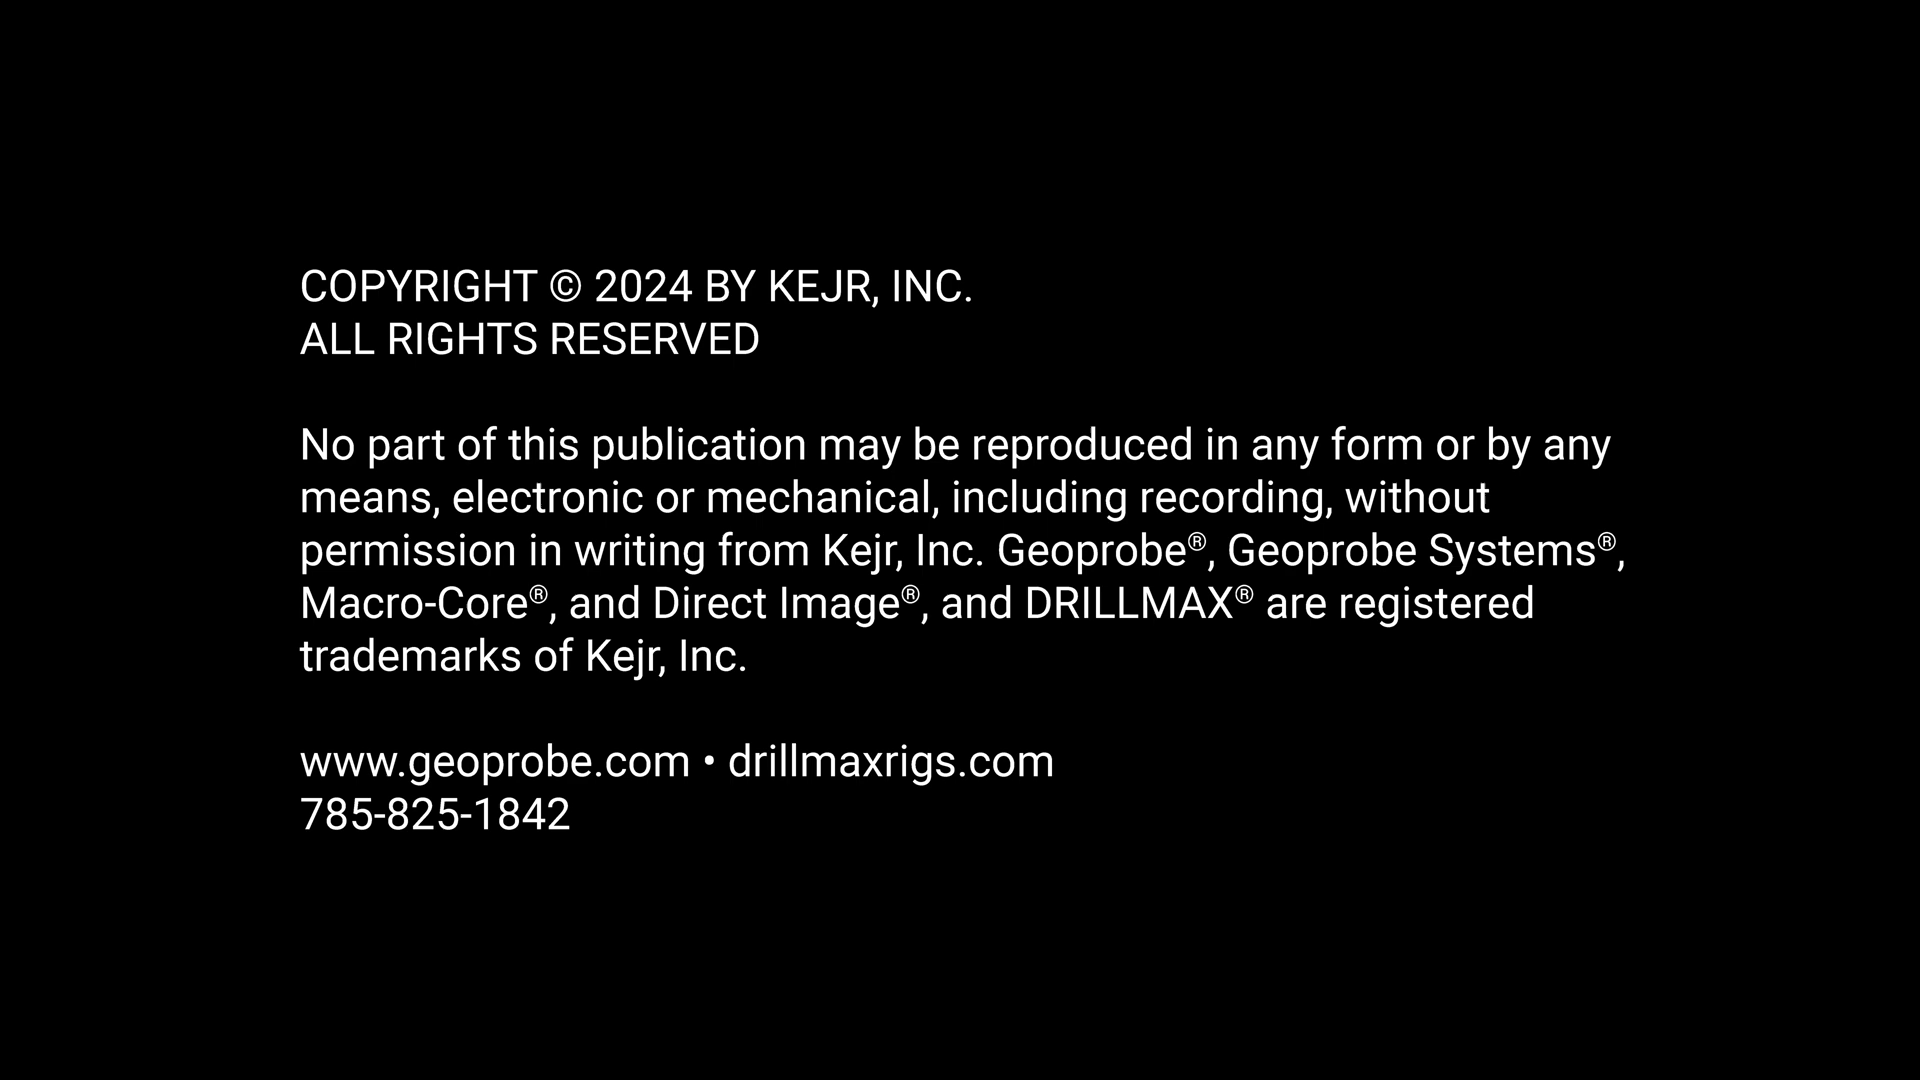 COPYRIGHT © 2024 BY KEJR, INC.
ALL RIGHTS RESERVED
No part of this publication may be reproduced in any form or by any
means, electronic or mechanical, including recording, without
permission in writing from Kejr, Inc. Geoprobe®, Geoprobe Systems®,
Macro-Core®, and Direct Image®, and DRILLMAX® are registered
trademarks of Kejr, Inc.
www.geoprobe.com • drillmaxrigs.com
785-825-1842